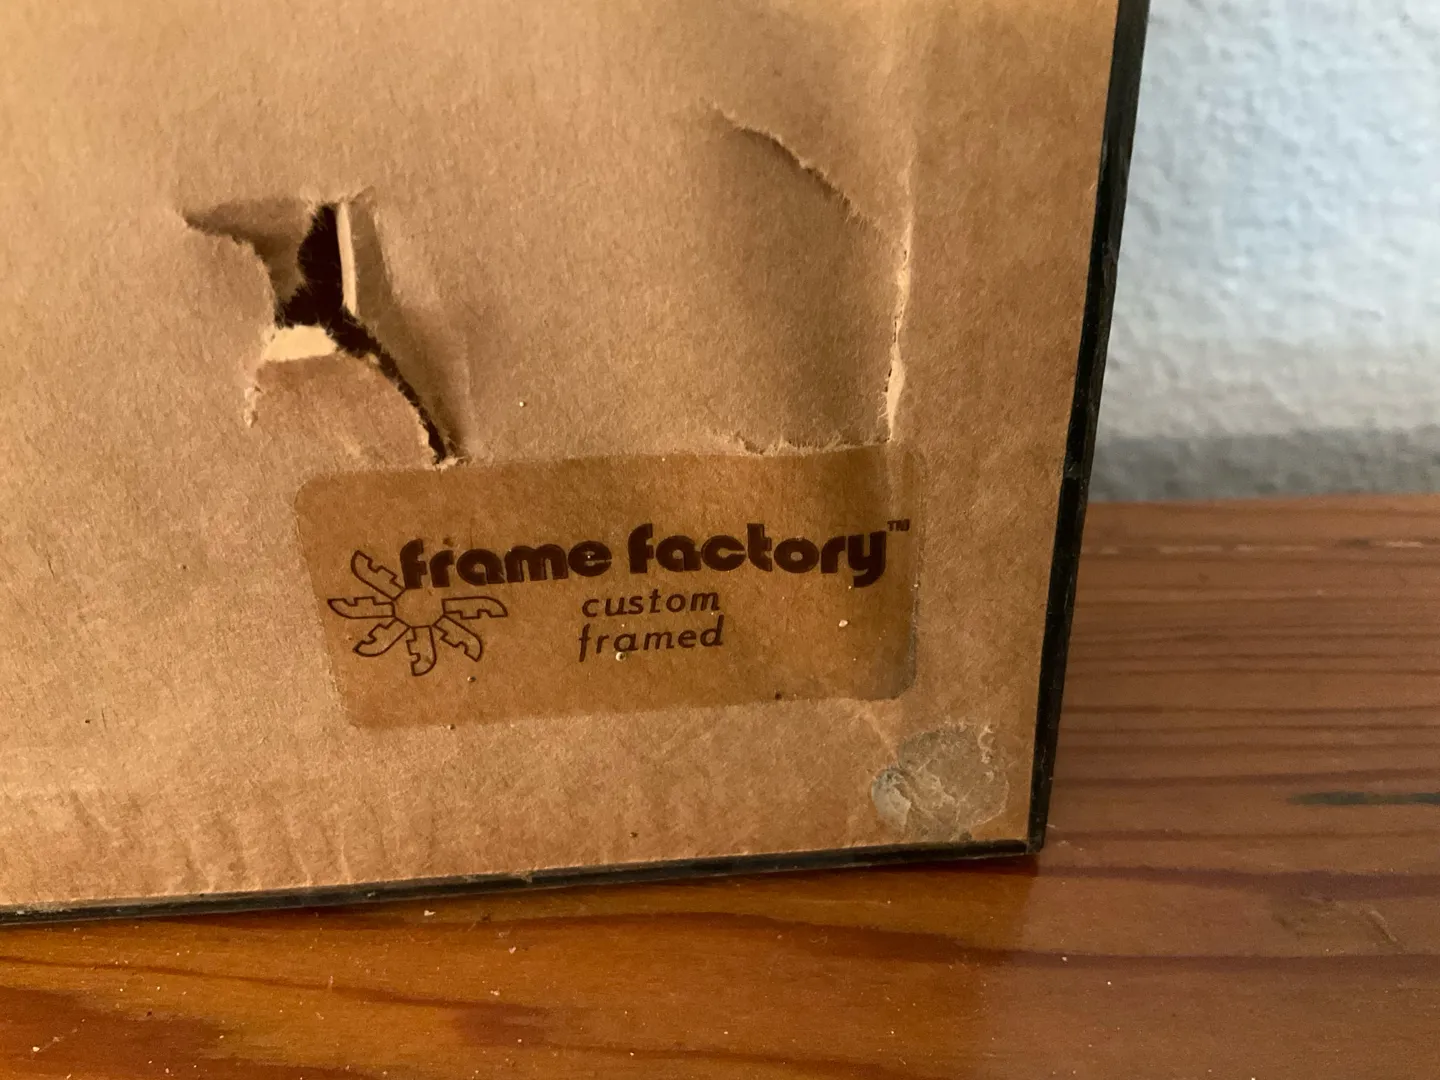 frame factory™
custom
framed